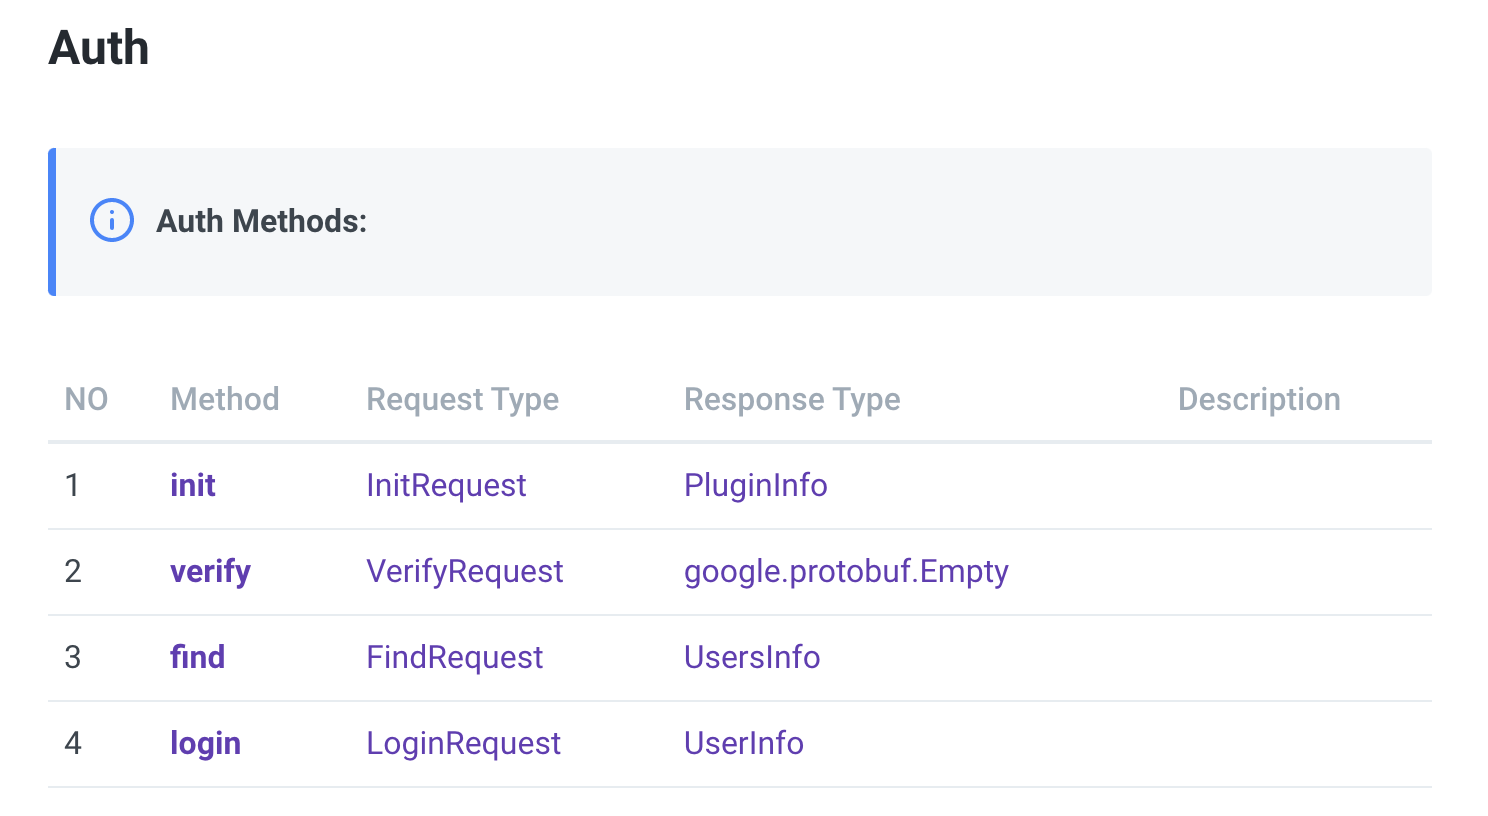 Auth
Auth Methods:
NO Method Request Type Response Type Description
1 init InitRequest PluginInfo
2 verify VerifyRequest google.protobuf.Empty
3 find FindRequest UsersInfo
4 login LoginRequest UserInfo